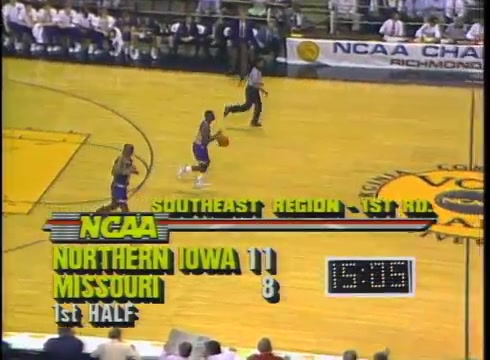 NCAA CHA
RICHMOND
SOUTHEAST REGION - 1ST RD.
NCAA
NORTHERN IOWA 11
MISSOURI 8
15:05
1st HALF